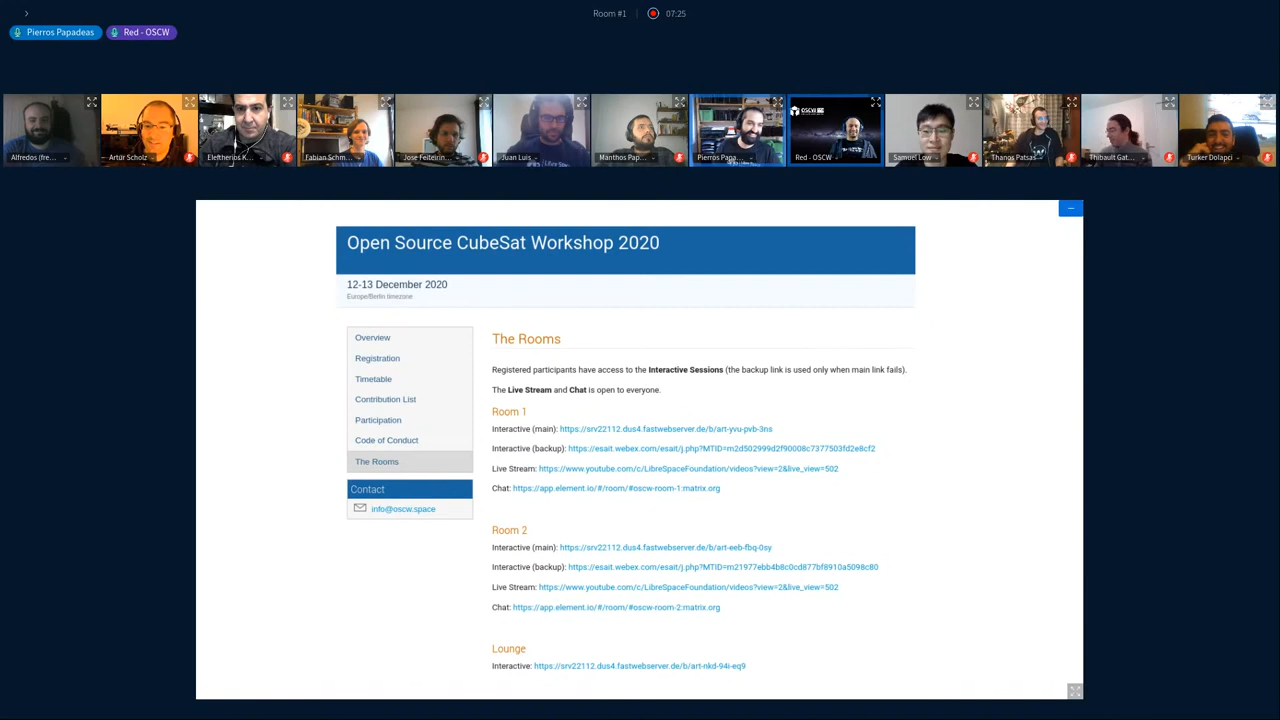 Room #1
07:25
Pierros Papadeas
Red - OSCW
Alfredos (fre...
Artur Scholz
Eleftherios K...
Fabian Schm...
Jose Feiteirin...
Juan Luis
Manthos Pap...
Pierros Papa...
Red - OSCW
Samuel Low
Thanos Patsas
Thibault Gat...
Turker Dolapci
OSCW
Open Source CubeSat Workshop 2020
12-13 December 2020
Europe/Berlin timezone
Overview
Registration
Timetable
Contribution List
Participation
Code of Conduct
The Rooms
Contact
info@oscw.space
The Rooms
Registered participants have access to the Interactive Sessions (the backup link is used only when main link fails).
The Live Stream and Chat is open to everyone.
Room 1
Interactive (main): https://srv22112.dus4.fastwebserver.de/b/art-yvu-pvb-3ns
Interactive (backup): https://esait.webex.com/esait/j.php?MTID=m2d502999d2f90008c7377503fd2e8cf2
Live Stream: https://www.youtube.com/c/LibreSpaceFoundation/videos?view=2&live_view=502
Chat: https://app.element.io/#/room/#oscw-room-1:matrix.org
Room 2
Interactive (main): https://srv22112.dus4.fastwebserver.de/b/art-eeb-fbq-0sy
Interactive (backup): https://esait.webex.com/esait/j.php?MTID=m21977ebb4b8c0cd877bf8910a5098c80
Live Stream: https://www.youtube.com/c/LibreSpaceFoundation/videos?view=2&live_view=502
Chat: https://app.element.io/#/room/#oscw-room-2:matrix.org
Lounge
Interactive: https://srv22112.dus4.fastwebserver.de/b/art-nkd-94i-eq9